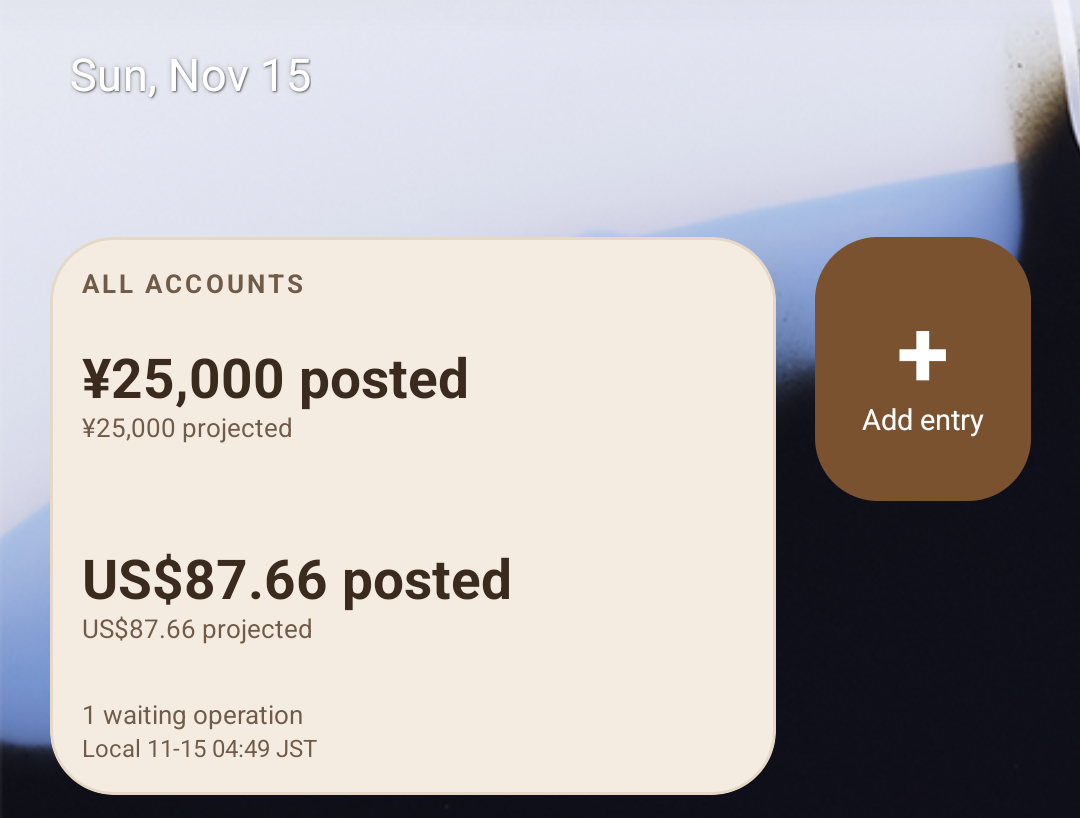 Sun, Nov 15
ALL ACCOUNTS
¥25,000 posted
¥25,000 projected
US$87.66 posted
US$87.66 projected
1 waiting operation
Local 11-15 04:49 JST
+
Add entry